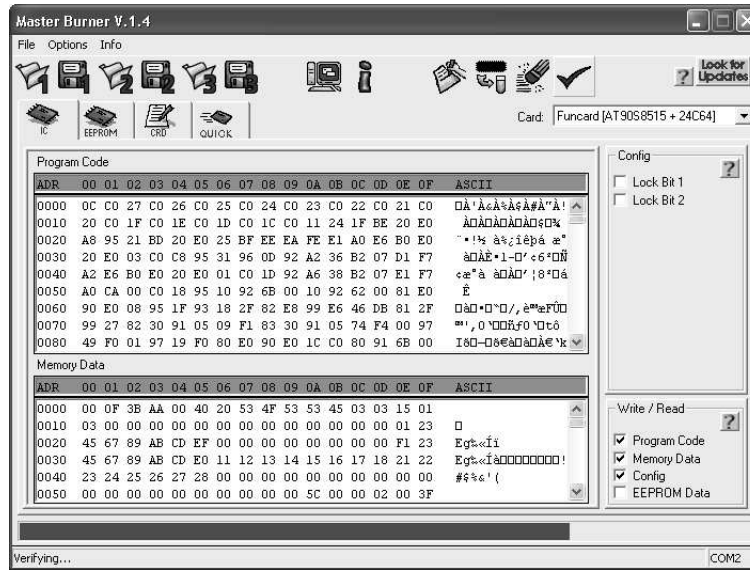 Master Burner V.1.4
File Options Info
1 1 2 2 3 3
Look for Updates
IC EEPROM CRD QUICK
Card: Funcard [AT90S8515 + 24C64]
Program Code
ADR 00 01 02 03 04 05 06 07 08 09 0A 0B 0C 0D 0E 0F ASCII
0000 0C C0 27 C0 26 C0 25 C0 24 C0 23 C0 22 C0 21 C0
0010 20 C0 1F C0 1E C0 1D C0 1C C0 11 24 1F BE 20 E0
0020 A8 95 21 BD 20 E0 25 BF EE EA FE E1 A0 E6 B0 E0
0030 20 E0 03 C0 C8 95 31 96 0D 92 A2 36 B2 07 D1 F7
0040 A2 E6 B0 E0 20 E0 01 C0 1D 92 A6 38 B2 07 E1 F7
0050 A0 CA 00 C0 18 95 10 92 6B 00 10 92 62 00 81 E0
0060 90 E0 08 95 1F 93 18 2F 82 E8 99 E6 46 DB 81 2F
0070 99 27 82 30 91 05 09 F1 83 30 91 05 74 F4 00 97
0080 49 F0 01 97 19 F0 80 E0 90 E0 1C C0 80 91 6B 00
Memory Data
ADR 00 01 02 03 04 05 06 07 08 09 0A 0B 0C 0D 0E 0F ASCII
0000 00 0F 3B AA 00 40 20 53 4F 53 53 45 03 03 15 01
0010 03 00 00 00 00 00 00 00 00 00 00 00 00 00 01 23
0020 45 67 89 AB CD EF 00 00 00 00 00 00 00 00 F1 23
0030 45 67 89 AB CD E0 11 12 13 14 15 16 17 18 21 22
0040 23 24 25 26 27 28 00 00 00 00 00 00 00 00 00 00 #$%&'(
0050 00 00 00 00 00 00 00 00 00 00 5C 00 00 02 00 3F
Config
?
Lock Bit 1
Lock Bit 2
Write / Read
?
Program Code
Memory Data
Config
EEPROM Data
Verifying...
COM2